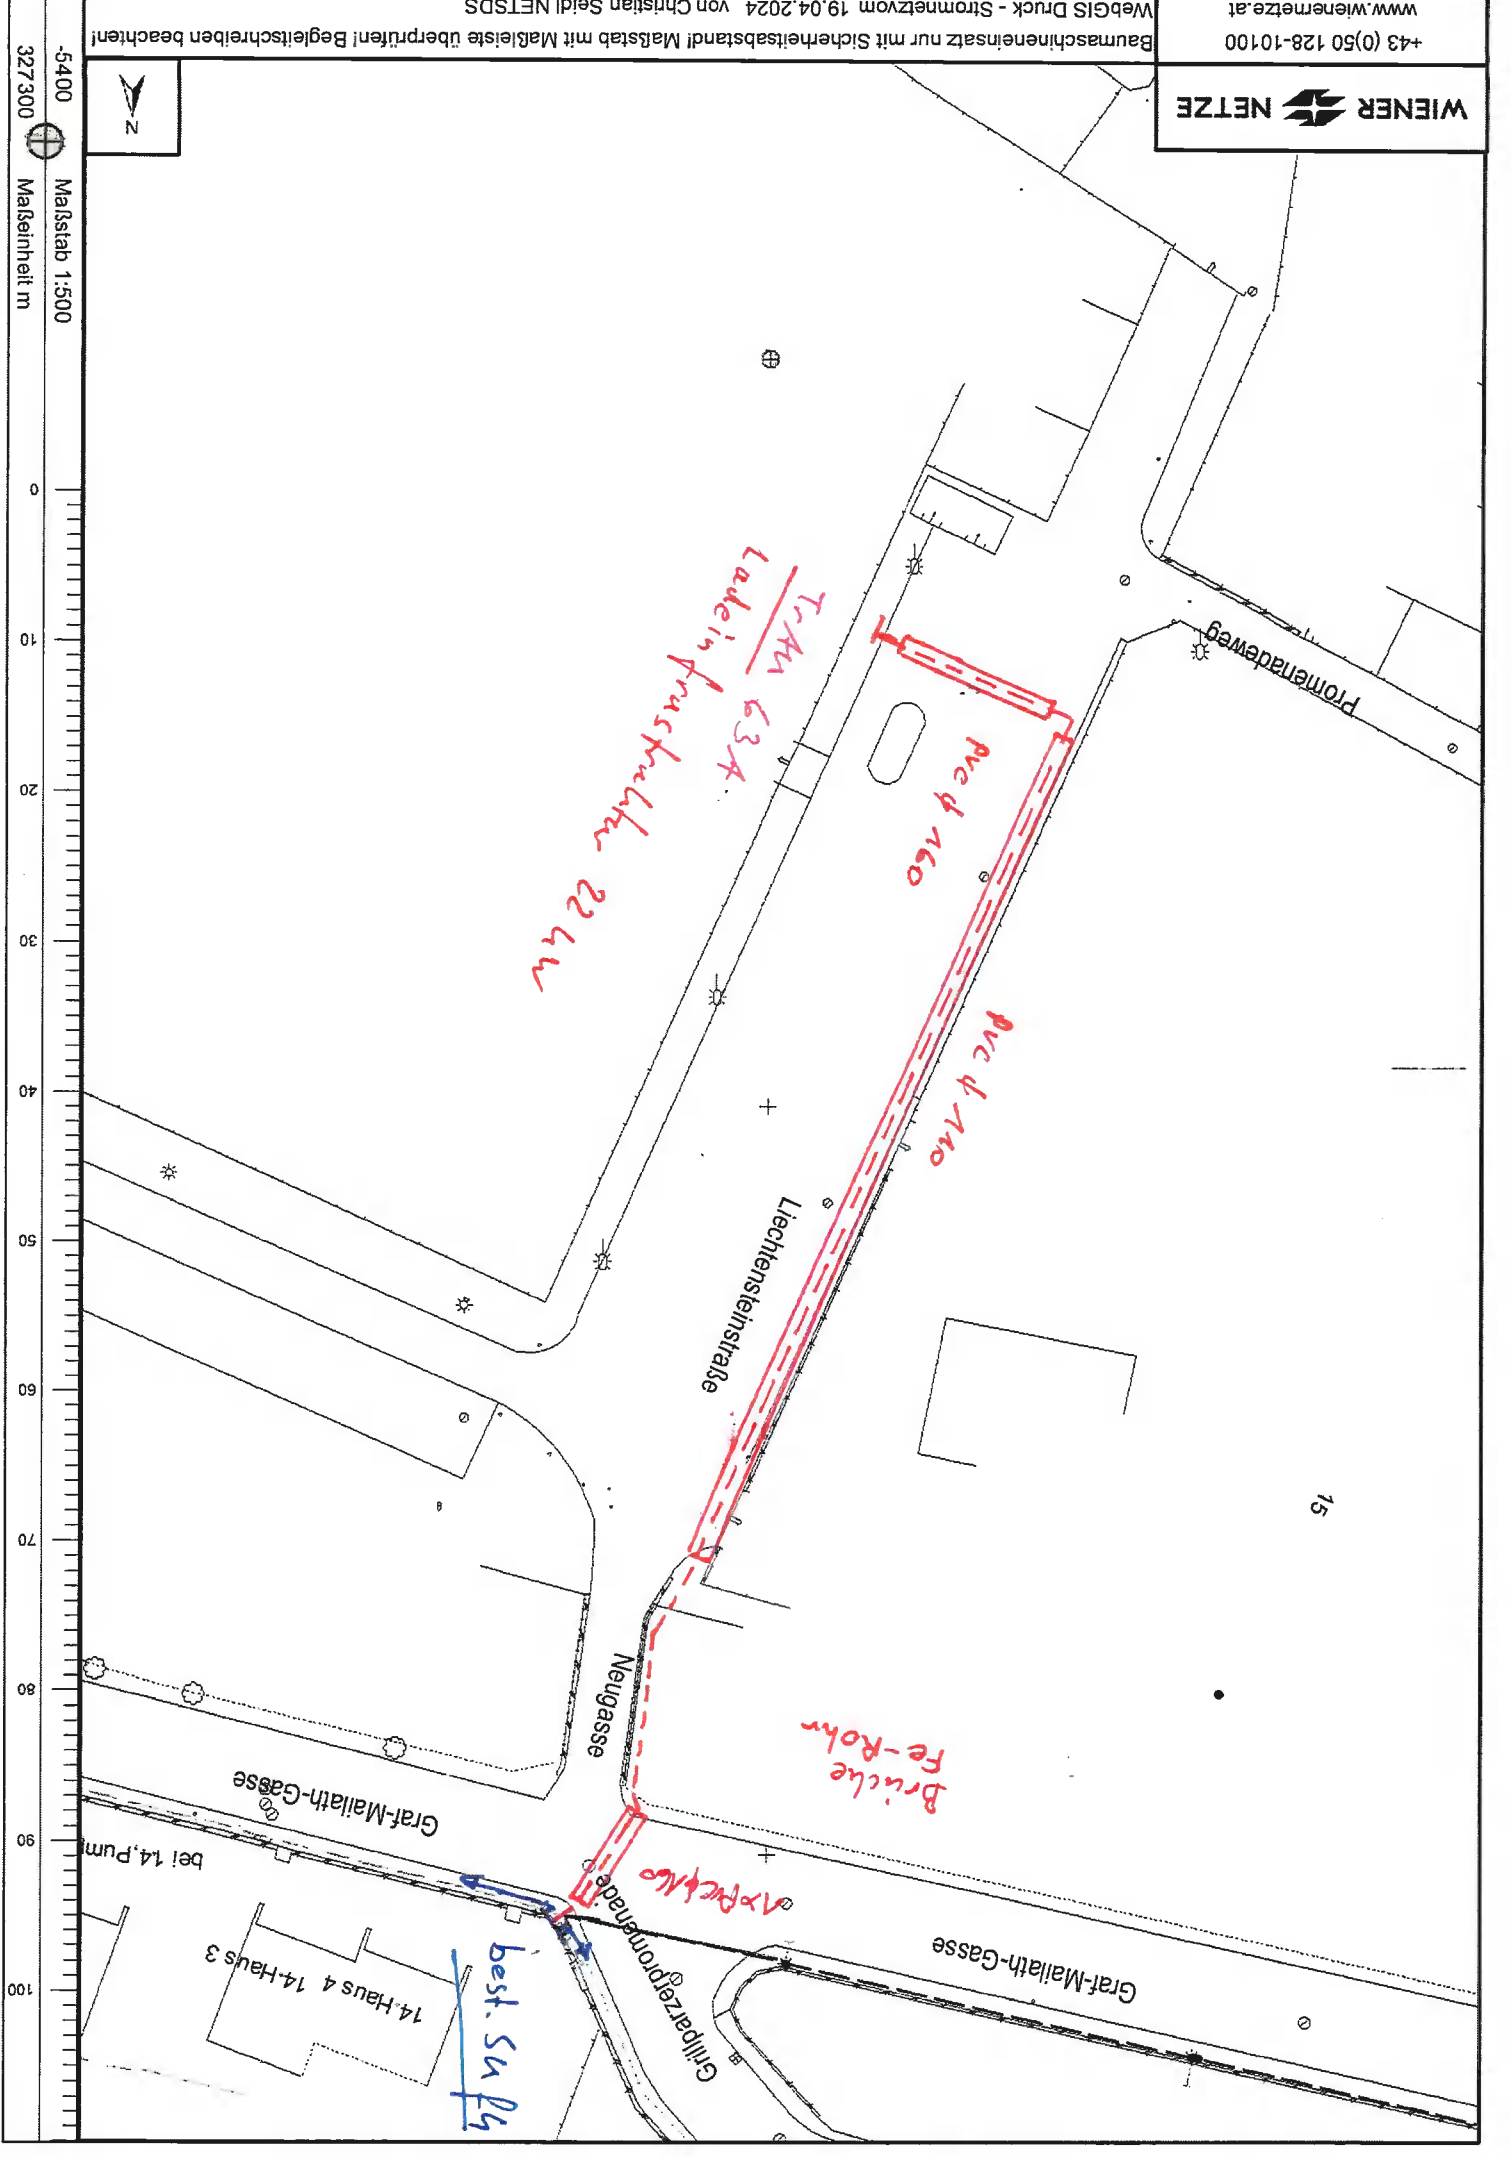 WIENER NETZE
+43 (0)50 128-10100
www.wienernetze.at
Baumaschineneinsatz nur mit Sicherheitsabstand! Maßstab mit Maßleiste überprüfen! Begleitschreiben beachten!
WebGIS Druck - Stromnetz vom 19.04.2024 von Christian Seidl NETSDS
N
-5400
327300
Maßstab 1:500
Maßeinheit m
0
10
20
30
40
50
60
70
80
90
100
Promenadeweg
TrAn 63A
Ladeinfrastruktur 22 kW
PVC Ø 160
PVC Ø 110
Liechtensteinstraße
15
Neugasse
Brücke
Fe-Rohr
1x PVC Ø 160
Graf-Mailath-Gasse
Graf-Mailath-Gasse
Grillparzerpromenade
bei 14,Pum
14-Haus 3
14-Haus 4
best.